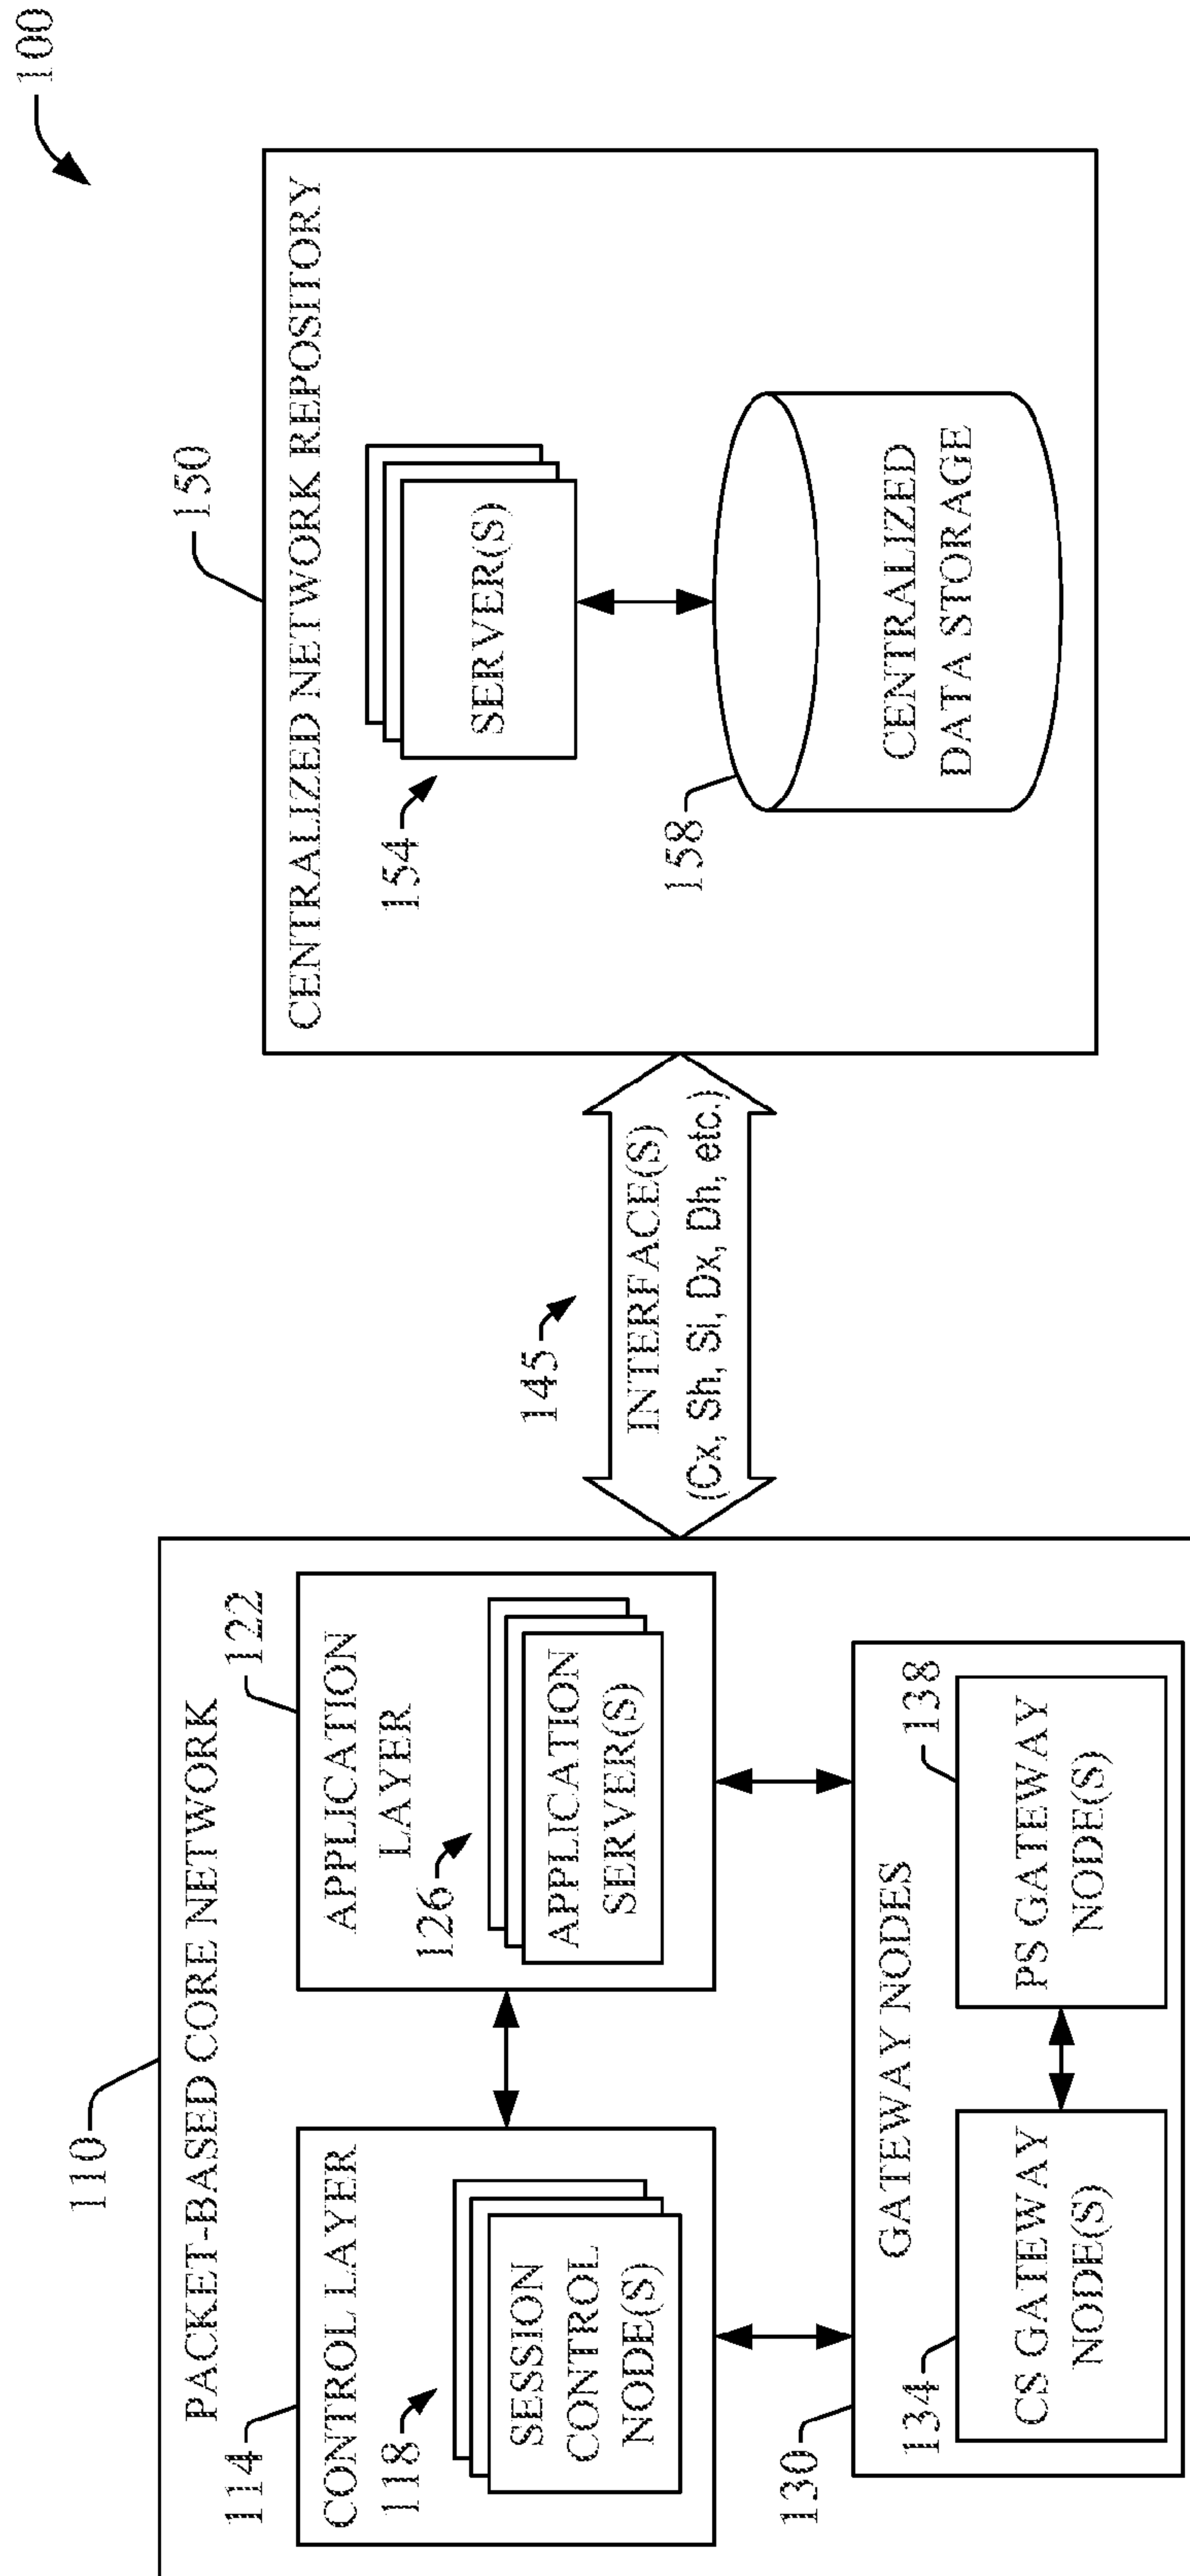 100
110
PACKET-BASED CORE NETWORK
114
CONTROL LAYER
118
SESSION
CONTROL
NODE(S)
122
APPLICATION
LAYER
126
APPLICATION
SERVER(S)
130
GATEWAY NODES
134
CS GATEWAY
NODE(S)
138
PS GATEWAY
NODE(S)
145
INTERFACE(S)
(Cx, Sh, Si, Dx, Dh, etc.)
150
CENTRALIZED NETWORK REPOSITORY
154
SERVER(S)
158
CENTRALIZED
DATA STORAGE